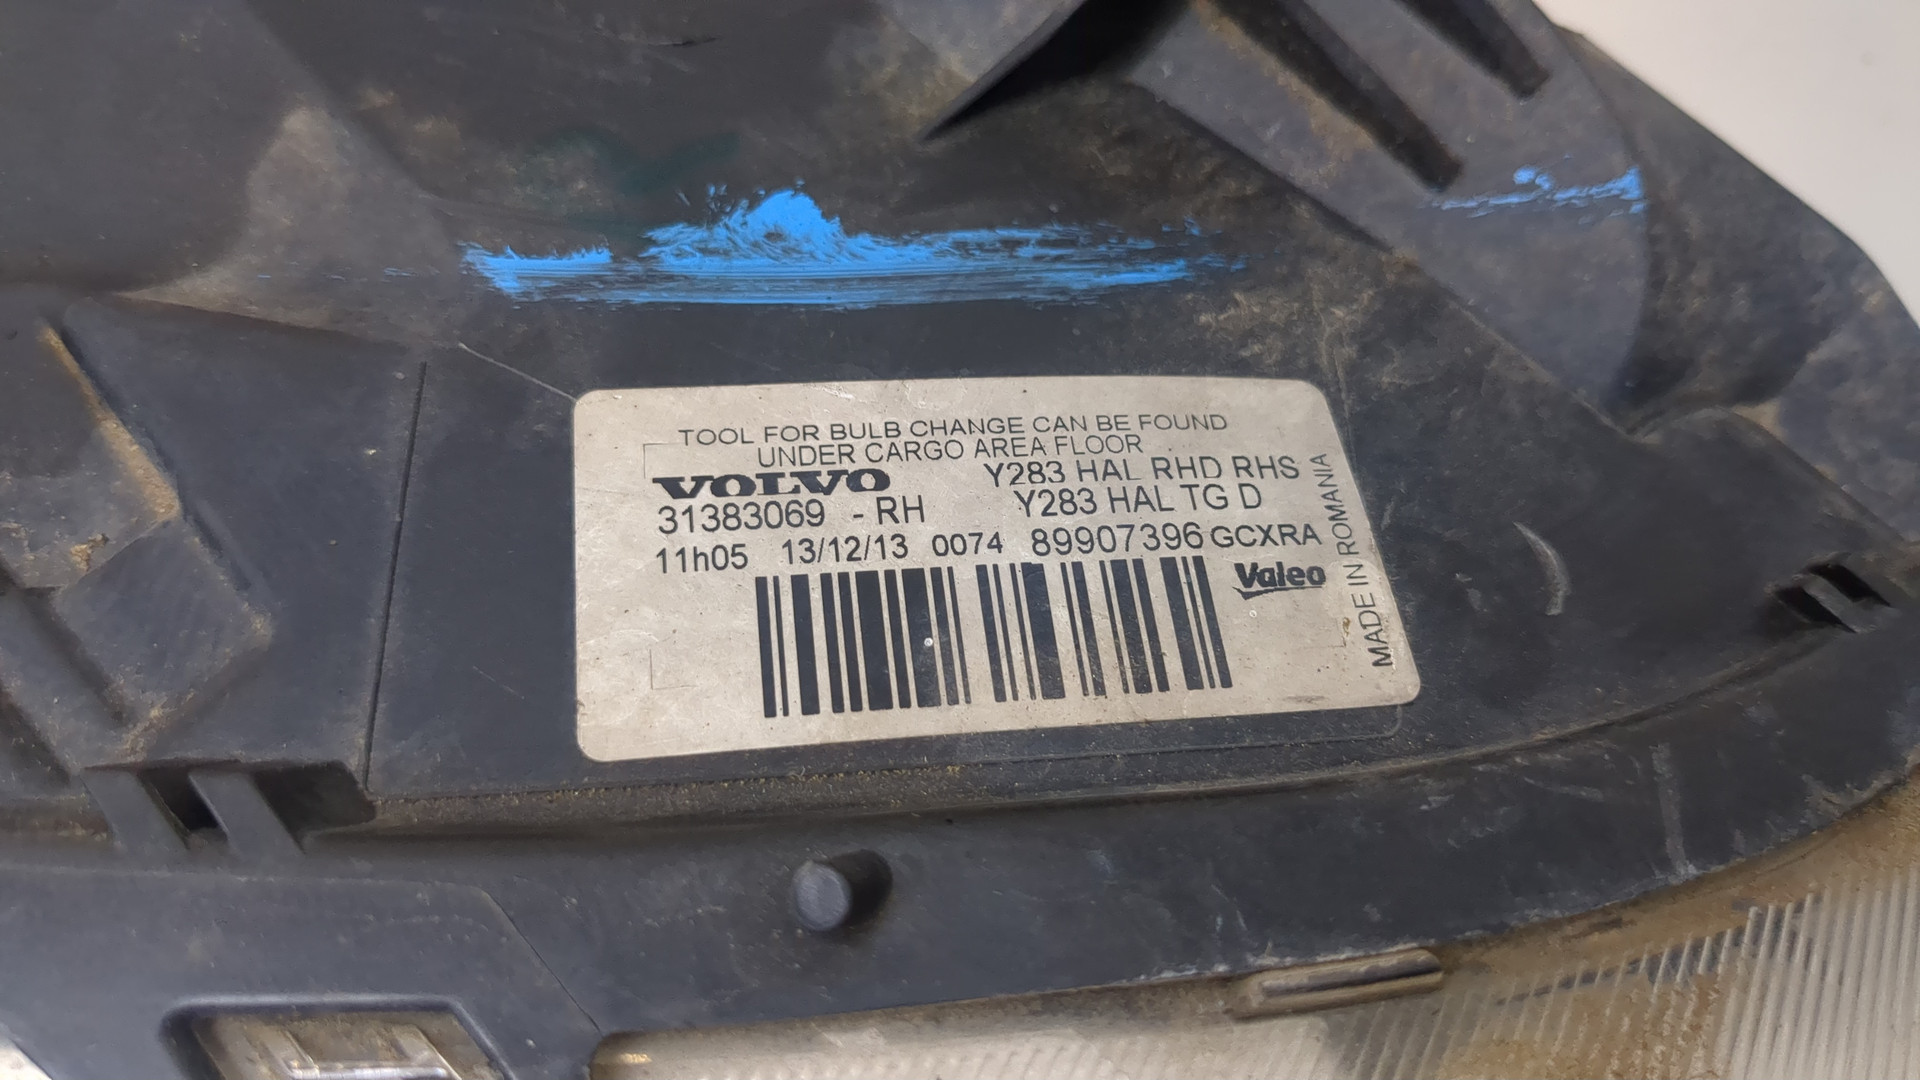 TOOL FOR BULB CHANGE CAN BE FOUND
UNDER CARGO AREA FLOOR
VOLVO Y283 HAL RHD RHS
31383069 - RH Y283 HAL TG D
11h05 13/12/13 0074 89907396 GCXRA
Valeo
MADE IN ROMANIA